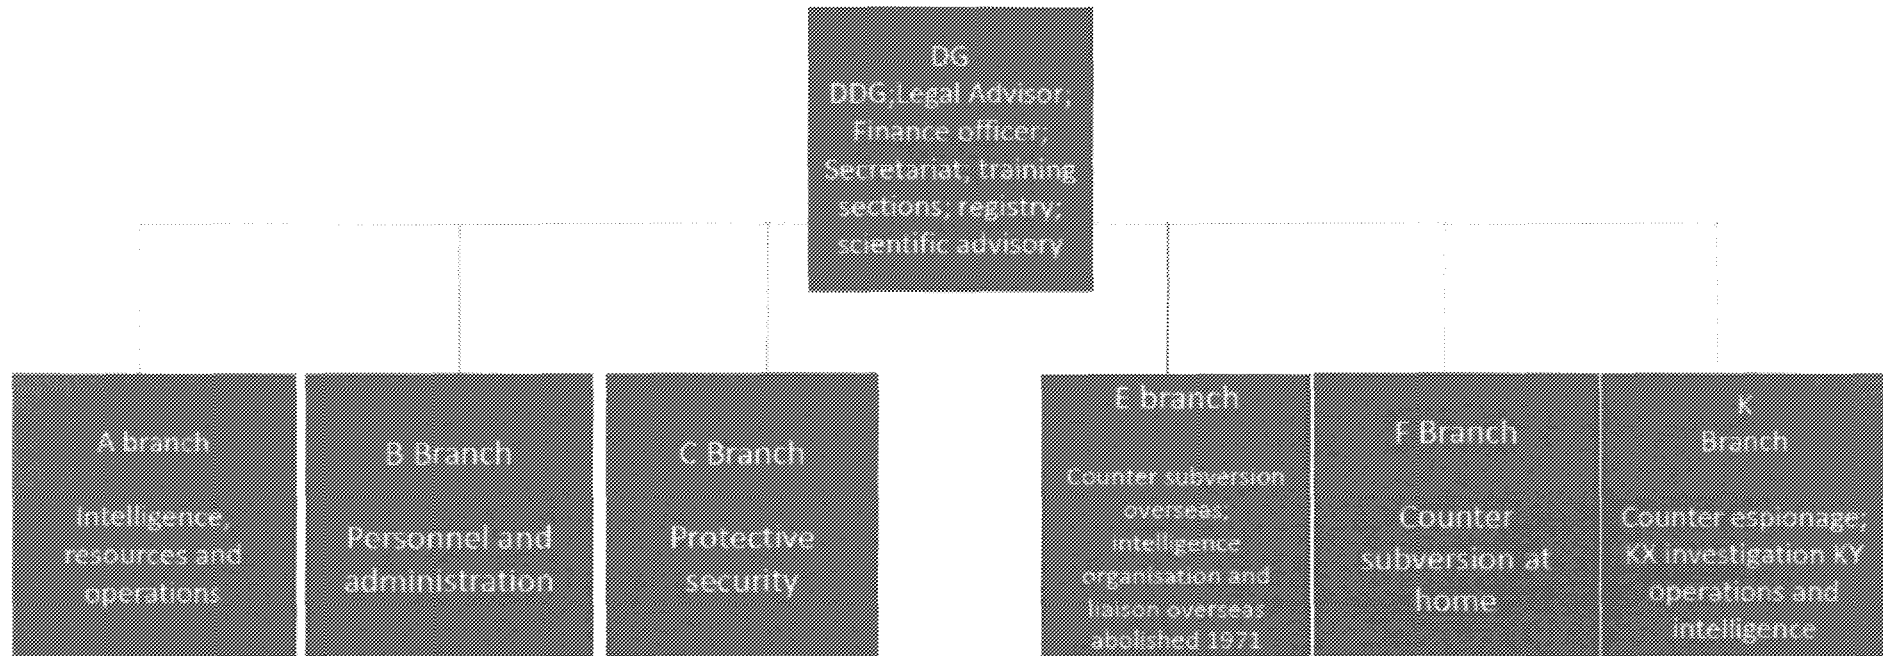 DG
DDG;Legal Advisor;
Finance officer;
Secretariat; training
sections; registry;
scientific advisory
A branch
Intelligence,
resources and
operations
B Branch
Personnel and
administration
C Branch
Protective
security
E branch
Counter subversion
overseas;
intelligence
organisation and
liaison overseas
abolished 1971
F Branch
Counter
subversion at
home
K
Branch
Counter espionage;
KX investigation KY
operations and
intelligence